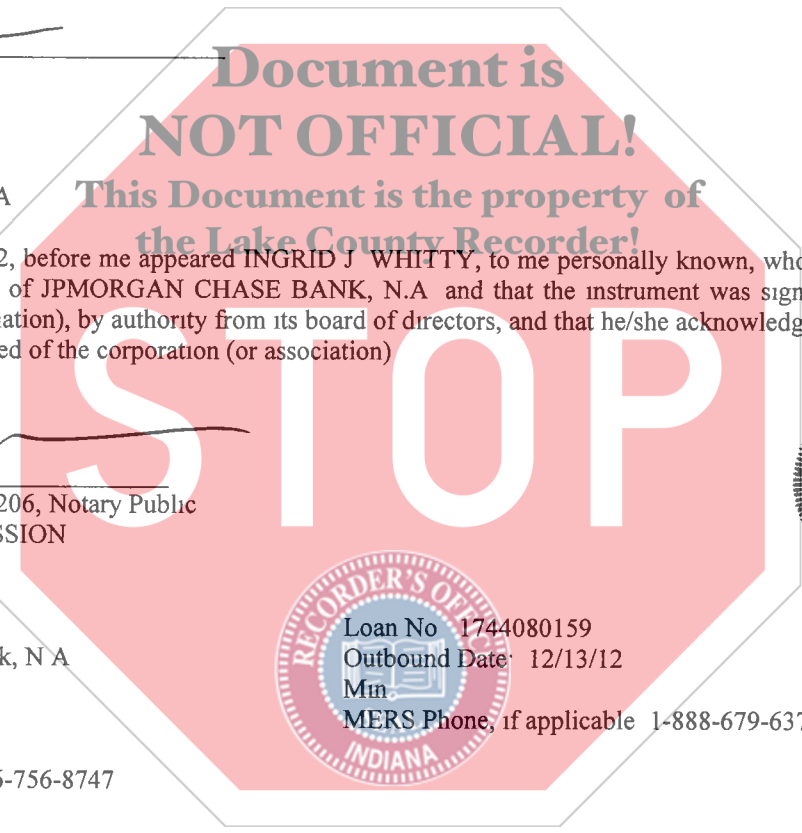 Document is
NOT OFFICIAL!
This Document is the property of
the Lake County Recorder!
A
2, before me appeared INGRID J WHITTY, to me personally known, who
of JPMORGAN CHASE BANK, N.A and that the instrument was sign
ation), by authority from its board of directors, and that he/she acknowledg
ed of the corporation (or association)
STOP
206, Notary Public
SSION
RECORDER'S OFFICE
INDIANA
Loan No 1744080159
k, N A
Outbound Date: 12/13/12
Min
MERS Phone, if applicable 1-888-679-637
-756-8747